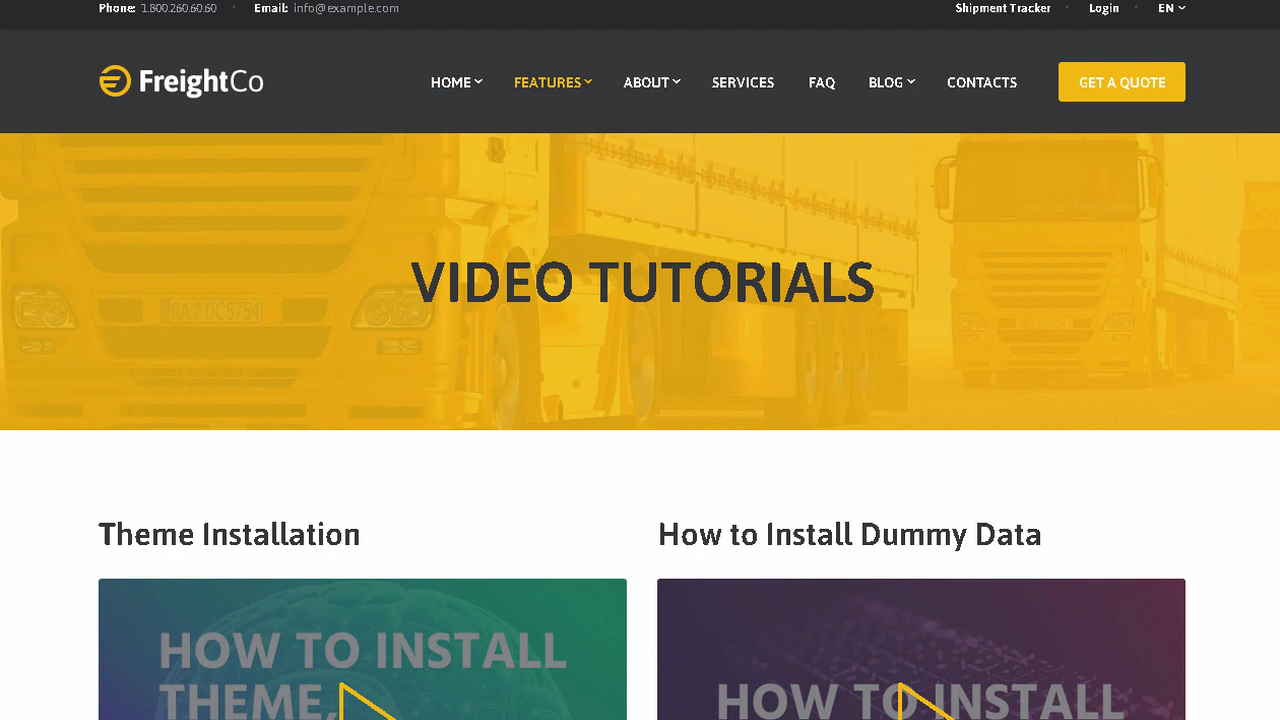 Phone: 1.800.260.60.60 • Email: info@example.com
Shipment Tracker • Login • EN
FreightCo
HOME FEATURES ABOUT SERVICES FAQ BLOG CONTACTS GET A QUOTE
RA DC5754
VIDEO TUTORIALS
Theme Installation
How to Install Dummy Data
HOW TO INSTALL
THEME,
HOW TO INSTALL